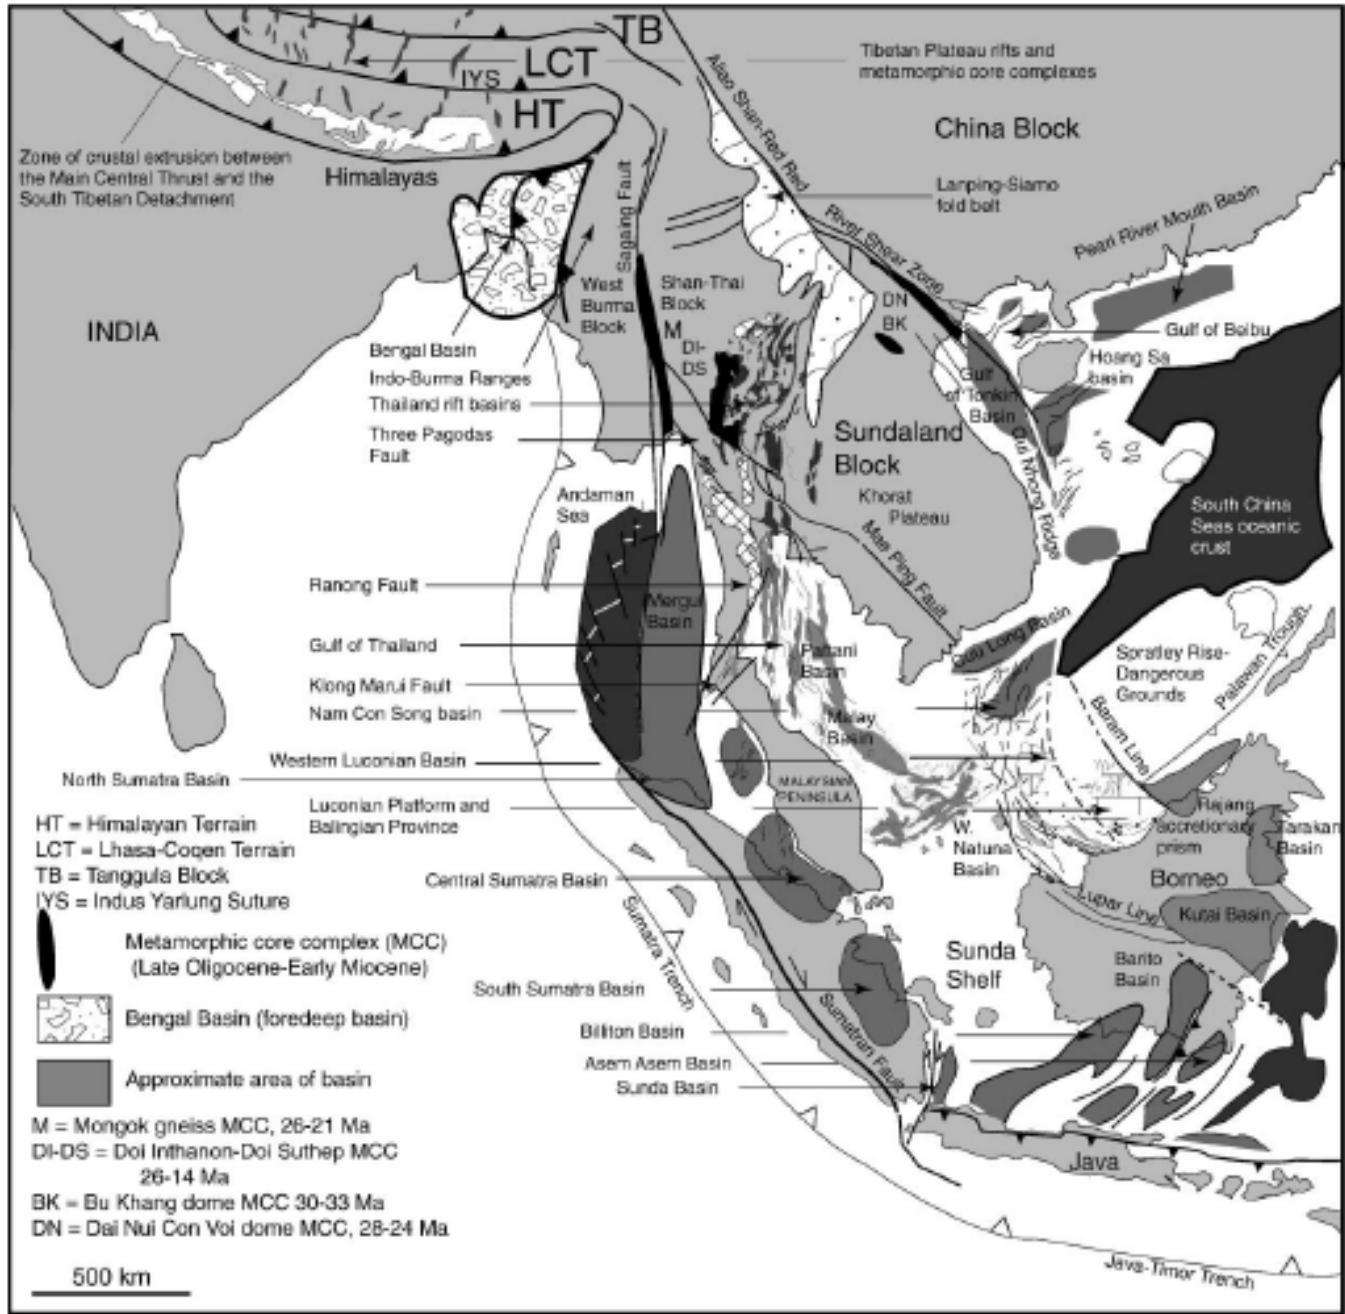 TB
LCT
IYS
HT
Tibetan Plateau rifts and
metamorphic core complexes
China Block
Ailao Shan-Red Red
River Shear Zone
Zone of crustal extrusion between
the Main Central Thrust and the
South Tibetan Detachment
Himalayas
Lanping-Siamo
fold belt
Pearl River Mouth Basin
Sagaing Fault
West
Burma
Block
Shan-Thai
Block
M
DI-
DS
DN
BK
INDIA
Gulf of Beibu
Hoang Sa
basin
Gulf
of Tonkin
Basin
Bengal Basin
Indo-Burma Ranges
Thailand rift basins
Three Pagodas
Fault
Sundaland
Block
Khorat
Plateau
Qui Nhong Ridge
South China
Seas oceanic
crust
Andaman
Sea
Mae Ping Fault
Ranong Fault
Mergui
Basin
Gulf of Thailand
Pattani
Basin
Cuu Long Basin
Spratley Rise-
Dangerous
Grounds
Palawan Trough
Baram Line
Klong Marui Fault
Nam Con Song basin
Malay
Basin
Western Luconian Basin
North Sumatra Basin
MALAYSIAN
PENINSULA
Luconian Platform and
Balingian Province
W.
Natuna
Basin
Rajang
accretionary
prism
Tarakan
Basin
HT = Himalayan Terrain
LCT = Lhasa-Coqen Terrain
TB = Tanggula Block
IYS = Indus Yarlung Suture
Central Sumatra Basin
Borneo
Lupar Line
Kutai Basin
Metamorphic core complex (MCC)
(Late Oligocene-Early Miocene)
Sumatra Trench
Sunda
Shelf
Barito
Basin
South Sumatra Basin
Bengal Basin (foredeep basin)
Billiton Basin
Sumatran Fault
Asem Asem Basin
Sunda Basin
Approximate area of basin
M = Mongok gneiss MCC, 26-21 Ma
DI-DS = Doi Inthanon-Doi Suthep MCC
26-14 Ma
BK = Bu Khang dome MCC 30-33 Ma
DN = Dai Nui Con Voi dome MCC, 28-24 Ma
Java
500 km
Java-Timor Trench